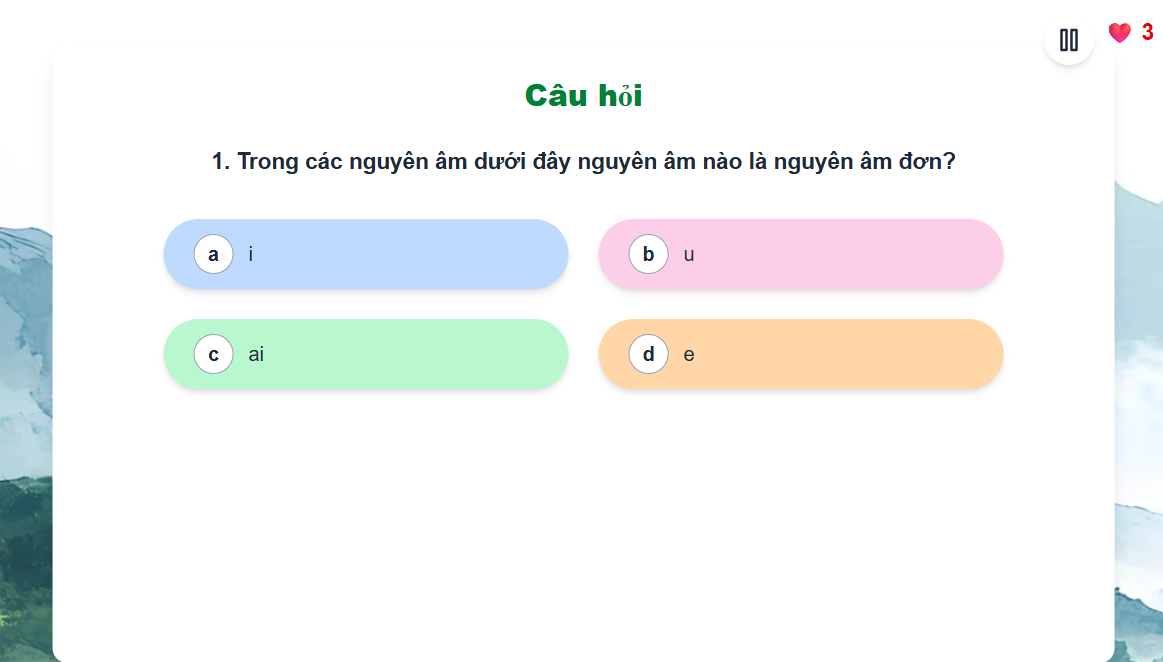 3
Câu hỏi
1. Trong các nguyên âm dưới đây nguyên âm nào là nguyên âm đơn?
a i
b u
c ai
d e